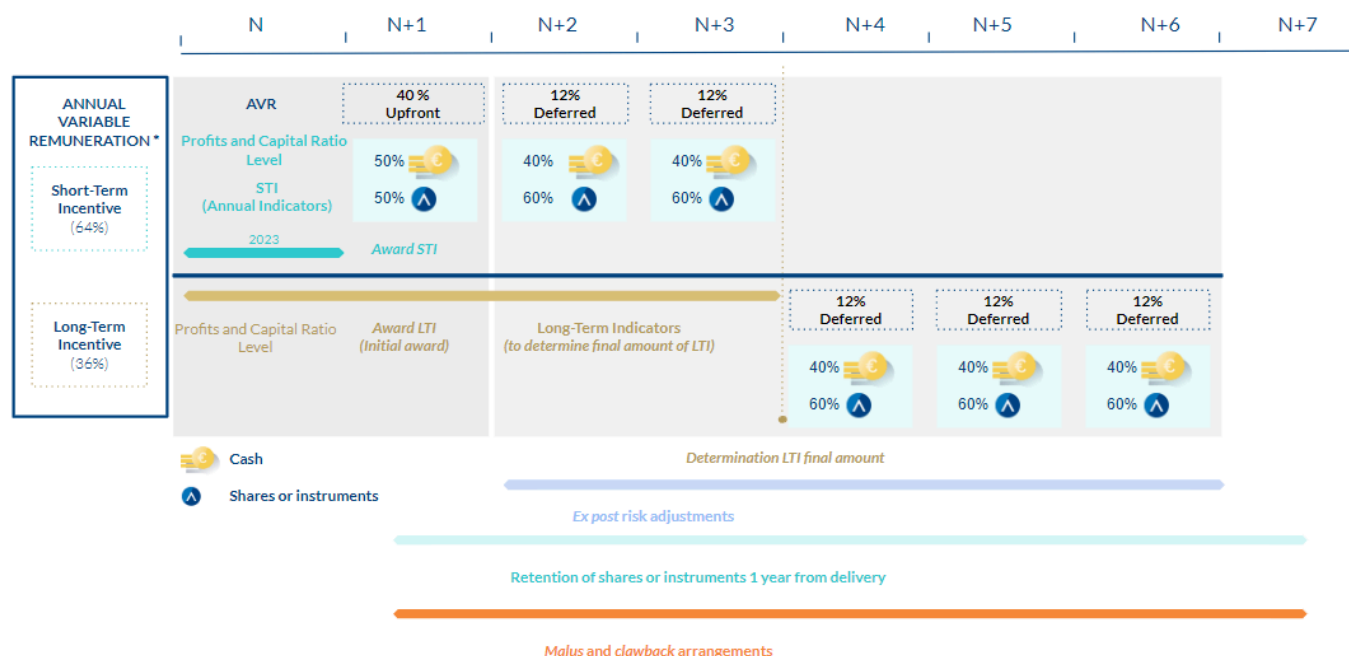 N N+1 N+2 N+3 N+4 N+5 N+6 N+7
ANNUAL
VARIABLE
REMUNERATION *
Short-Term
Incentive
(64%)
Long-Term
Incentive
(36%)
AVR
Profits and Capital Ratio
Level
STI
(Annual Indicators)
2023
40 %
Upfront
50%
50%
Award STI
12%
Deferred
40%
60%
12%
Deferred
40%
60%
Profits and Capital Ratio
Level
Award LTI
(Initial award)
Long-Term Indicators
(to determine final amount of LTI)
12%
Deferred
40%
60%
12%
Deferred
40%
60%
12%
Deferred
40%
60%
Cash
Shares or instruments
Determination LTI final amount
Ex post risk adjustments
Retention of shares or instruments 1 year from delivery
Malus and clawback arrangements